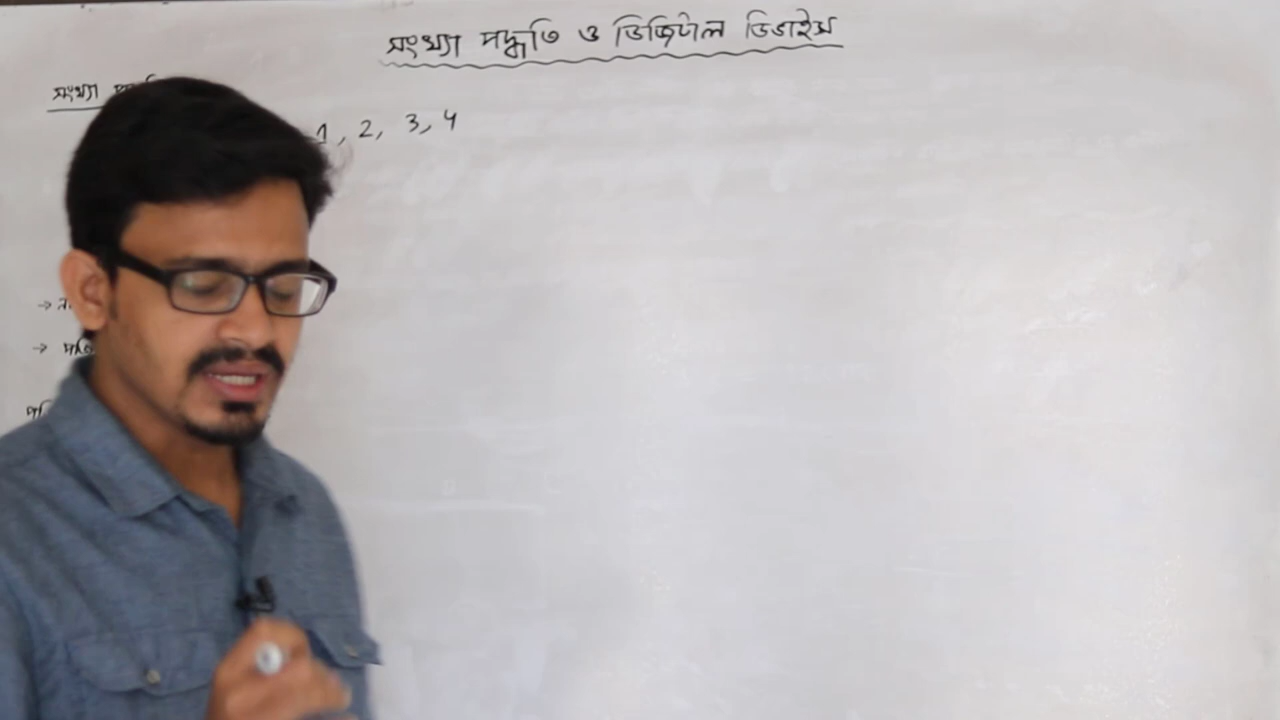 সংখ্যা পদ্ধতি ও ডিজিটাল ডিভাইস
সংখ্যা
1, 2, 3, 4